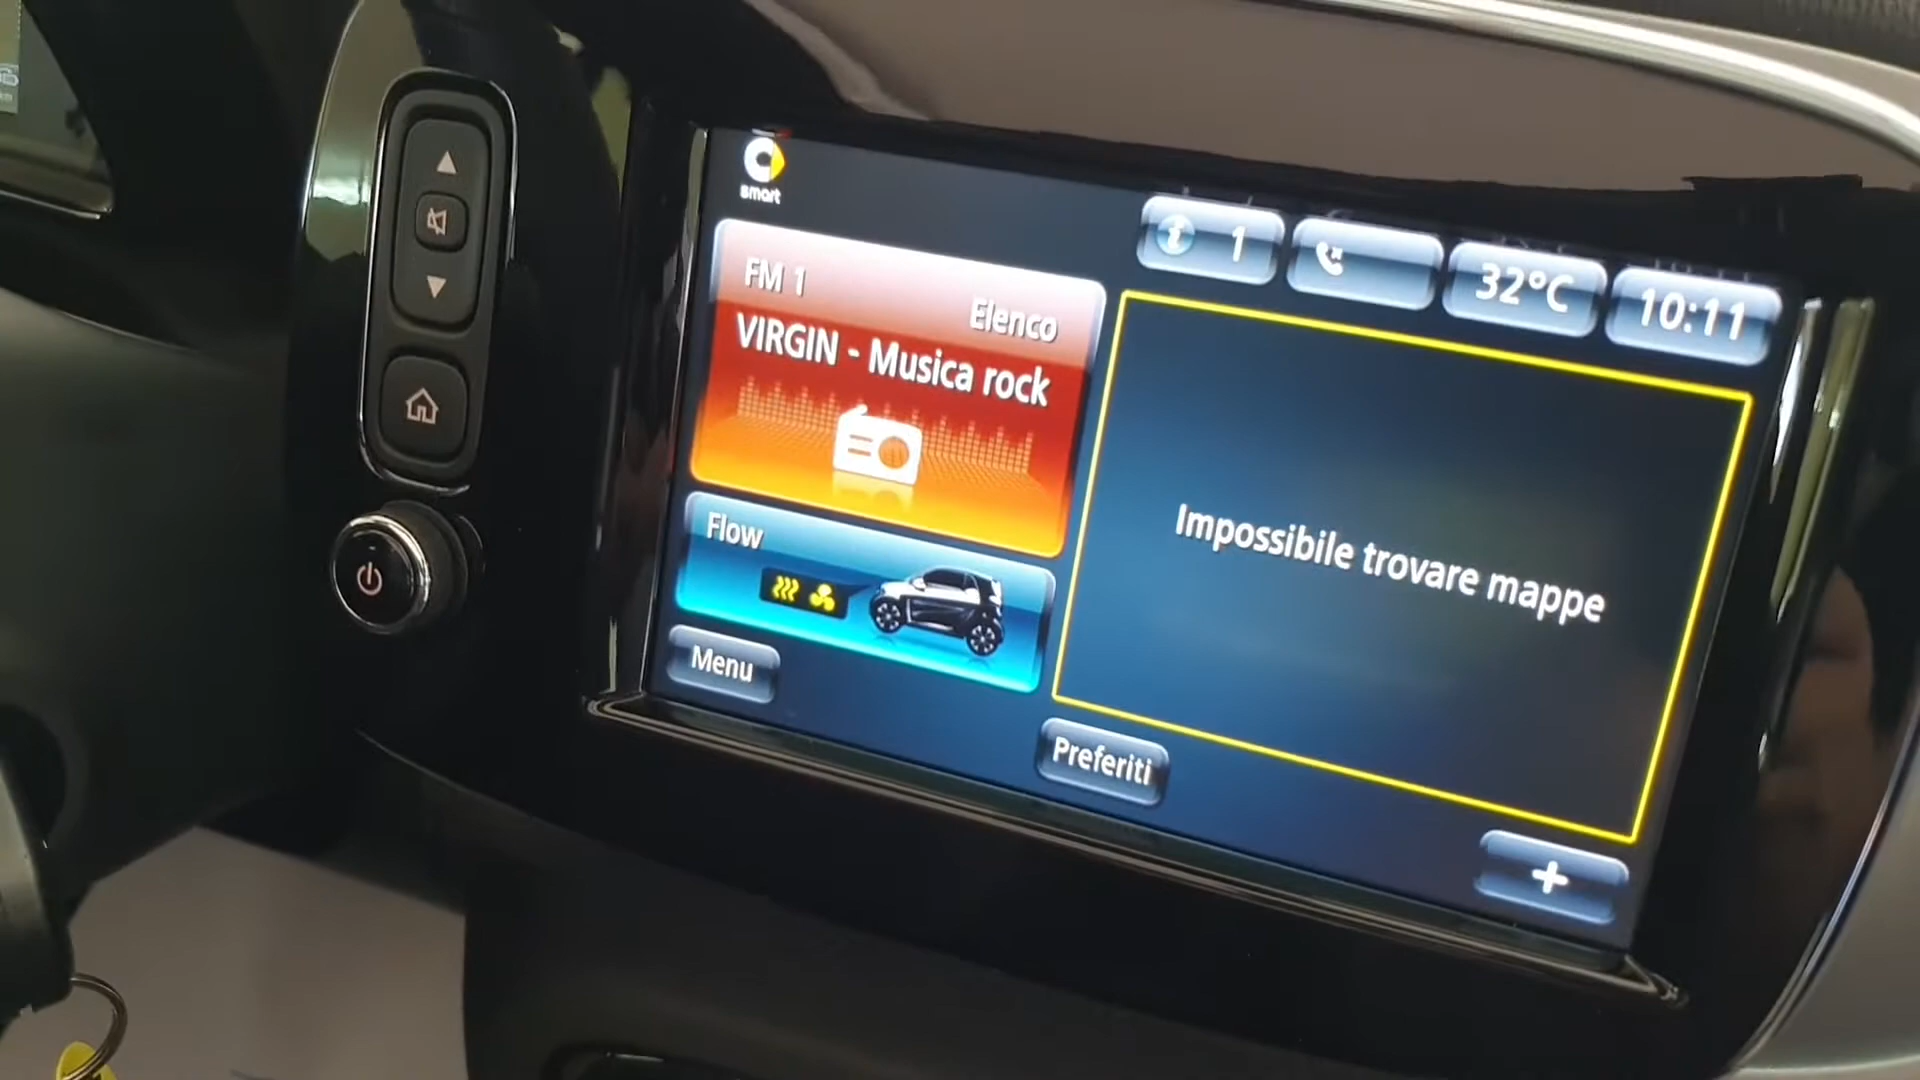 smart
1
32°C
10:11
FM 1
Elenco
VIRGIN - Musica rock
Impossibile trovare mappe
Flow
Menu
Preferiti
+